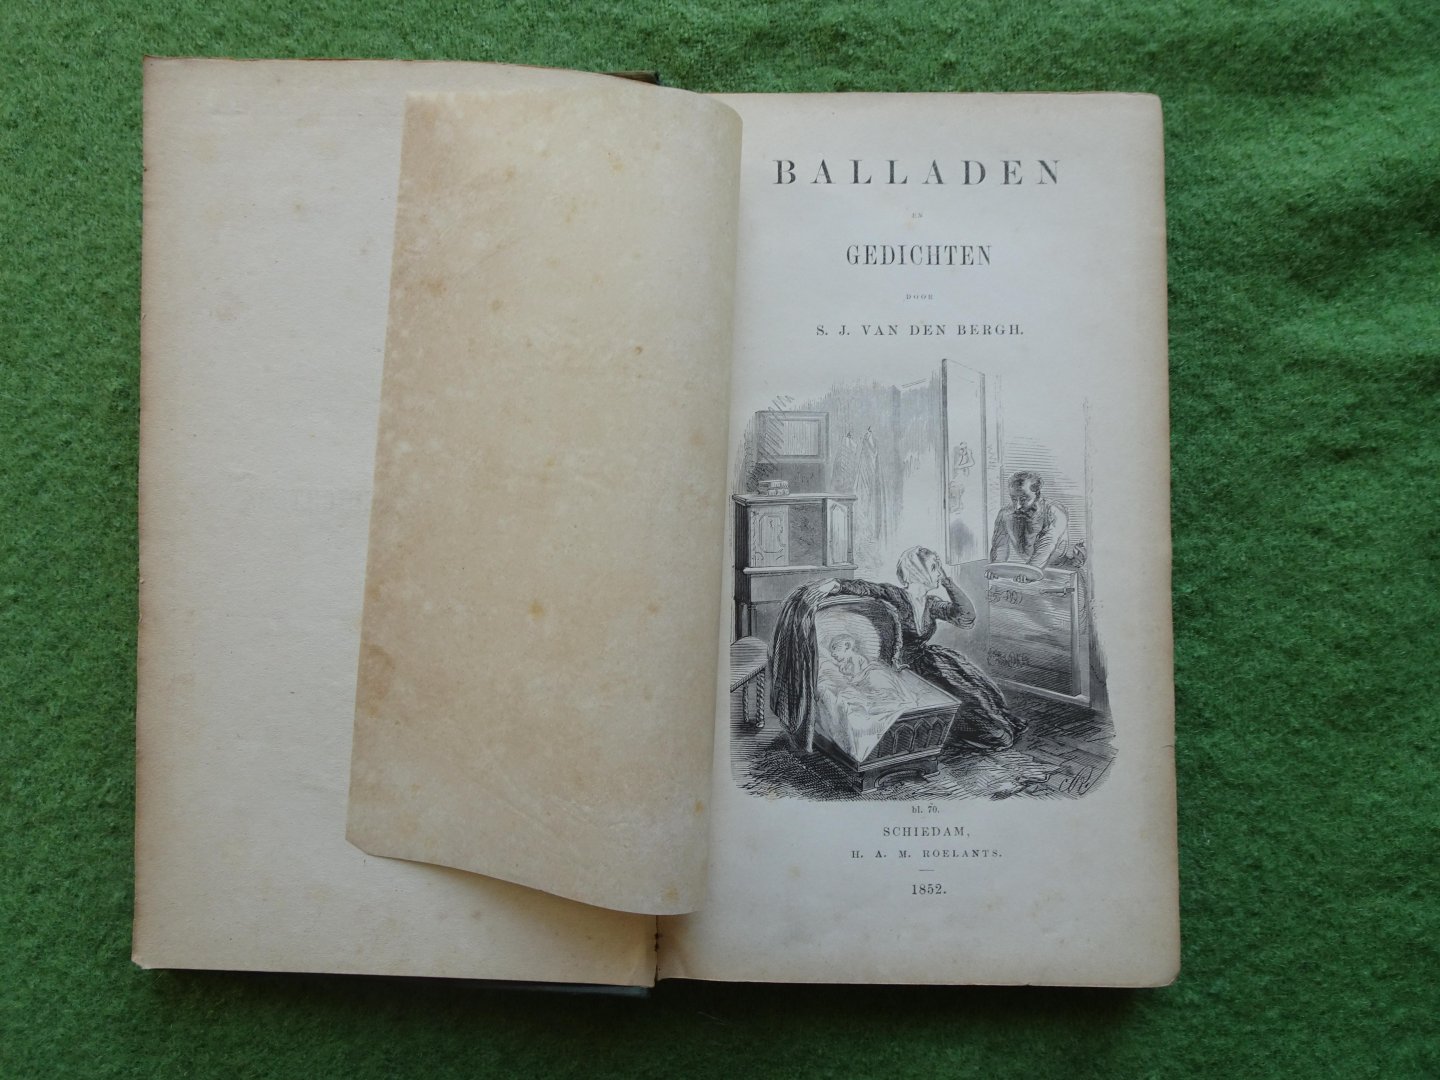 BALLADEN
EN
GEDICHTEN
DOOR
S. J. VAN DEN BERGH.
bl. 70.
SCHIEDAM,
H. A. M. ROELANTS.
1852.